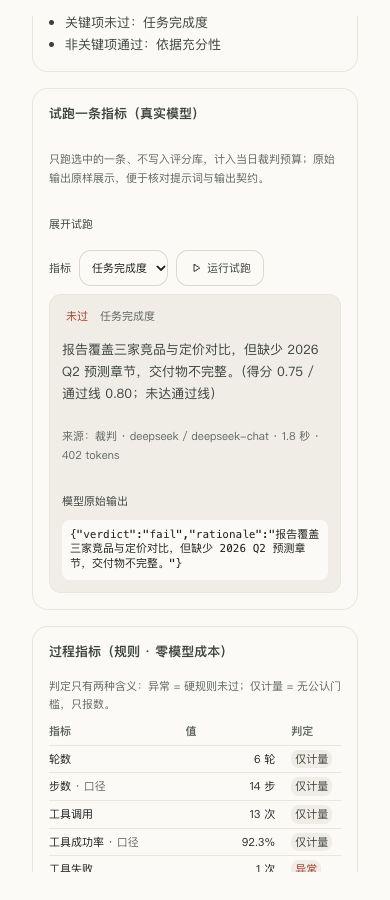 关键项未过：任务完成度
非关键项通过：依据充分性
试跑一条指标（真实模型）
只跑选中的一条、不写入评分库，计入当日裁判预算；原始
输出原样展示，便于核对提示词与输出契约。
展开试跑
指标 任务完成度 运行试跑
未过 任务完成度
报告覆盖三家竞品与定价对比，但缺少 2026
Q2 预测章节，交付物不完整。（得分 0.75 /
通过线 0.80；未达通过线）
来源：裁判 · deepseek / deepseek-chat · 1.8 秒 ·
402 tokens
模型原始输出
{"verdict":"fail","rationale":"报告覆盖
三家竞品与定价对比，但缺少 2026 Q2 预测章
节，交付物不完整。"}
过程指标（规则 · 零模型成本）
判定只有两种含义：异常 = 硬规则未过；仅计量 = 无公认门
槛，只报数。
指标 值 判定
轮数 6 轮 仅计量
步数 · 口径 14 步 仅计量
工具调用 13 次 仅计量
工具成功率 · 口径 92.3% 仅计量
工具失败 1 次 异常